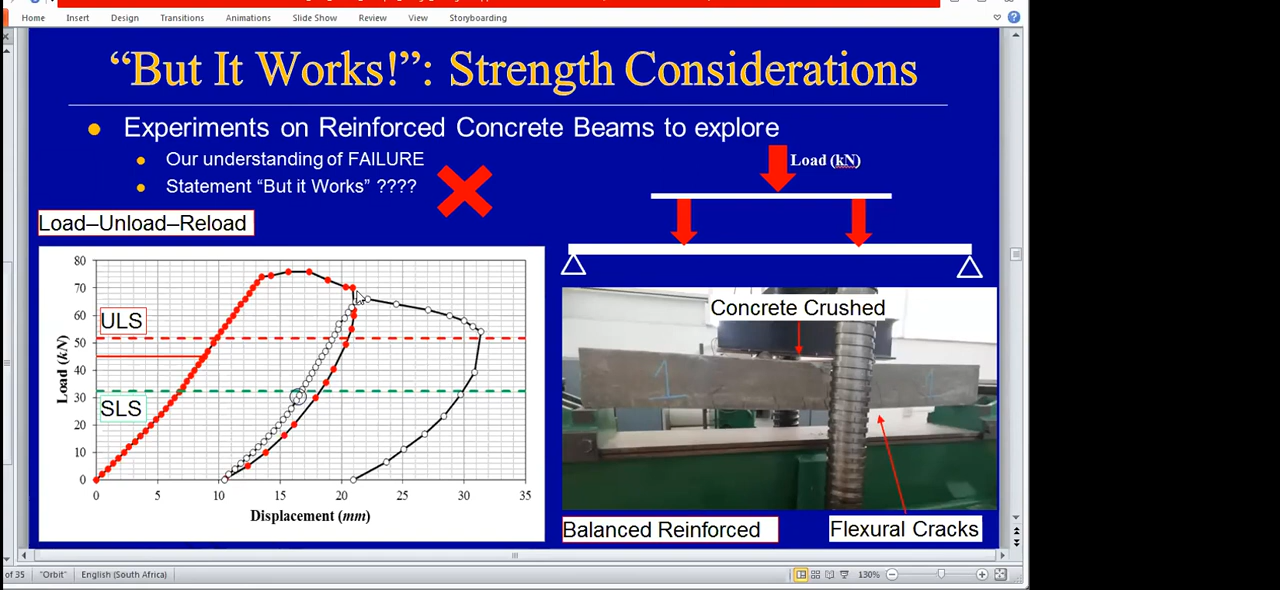 Home Insert Design Transitions Animations Slide Show Review View Storyboarding
“But It Works!”: Strength Considerations
Experiments on Reinforced Concrete Beams to explore
Our understanding of FAILURE
Statement “But it Works” ????
Load (kN)
Load–Unload–Reload
80
70
60
50
40
30
20
10
0
ULS
SLS
Load (kN)
0 5 10 15 20 25 30 35
Displacement (mm)
Concrete Crushed
1
1
Balanced Reinforced
Flexural Cracks
of 35 "Orbit" English (South Africa) 130%